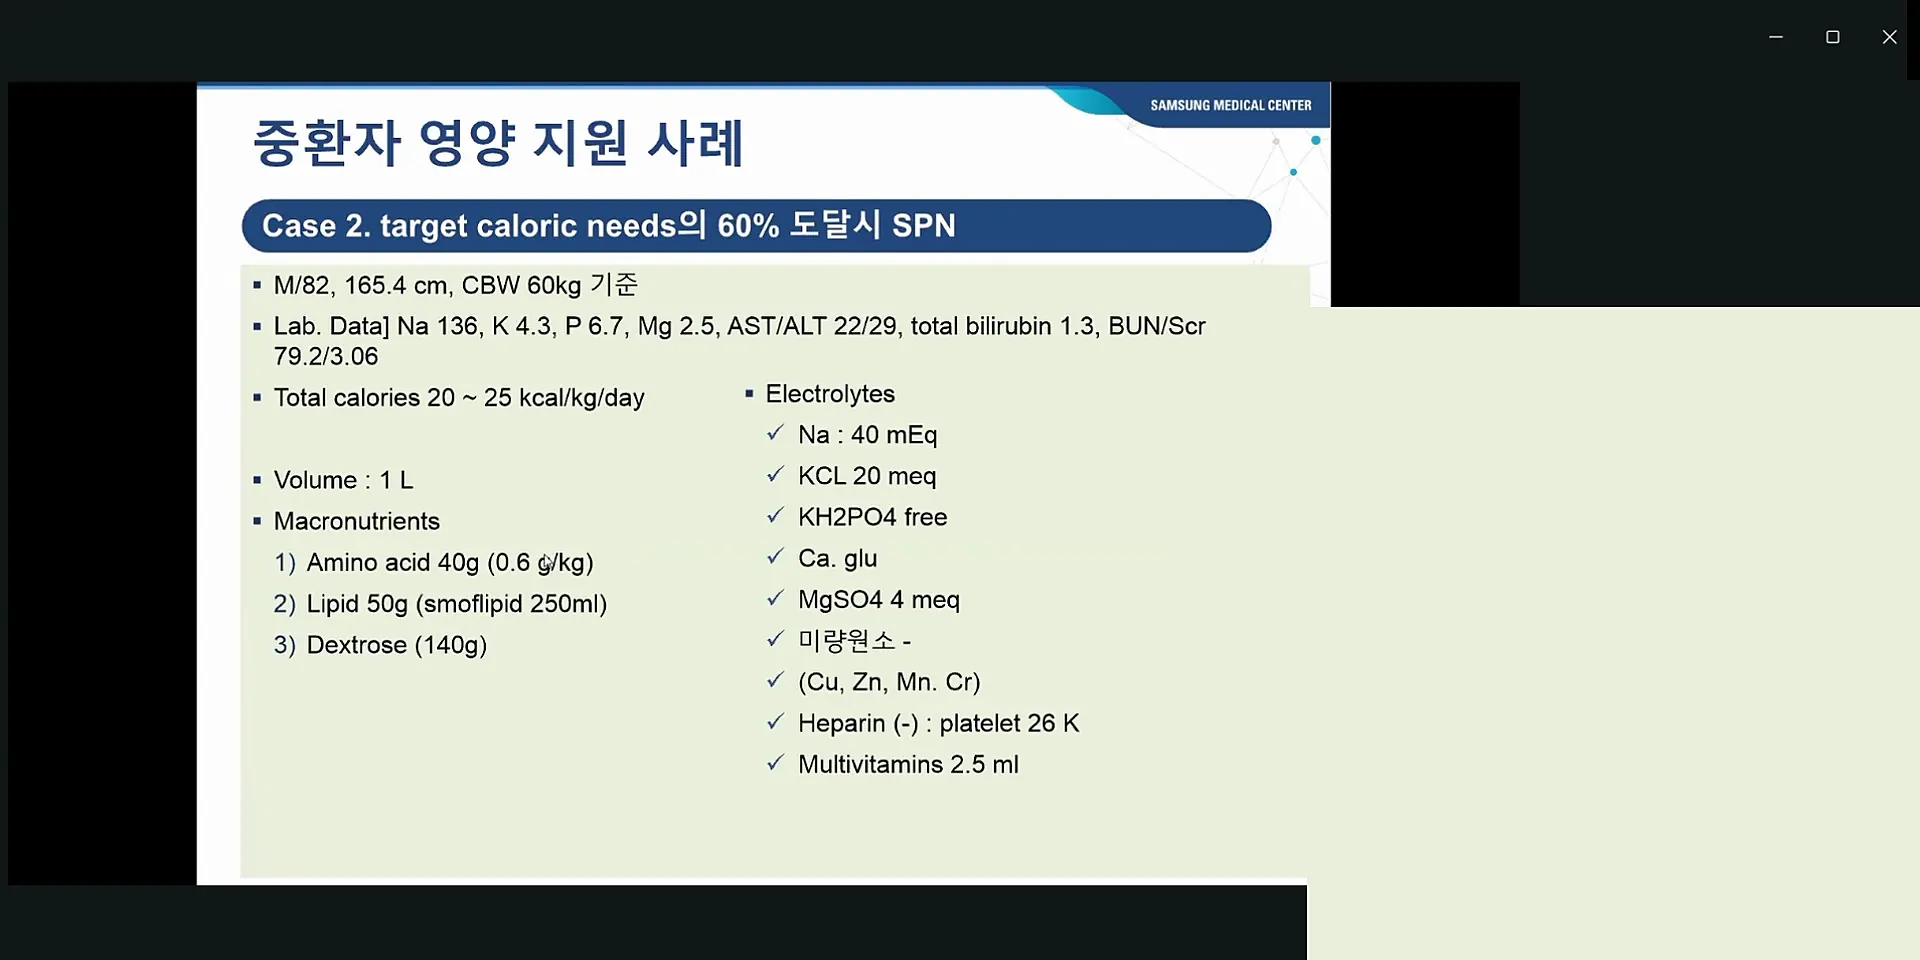 SAMSUNG MEDICAL CENTER
중환자 영양 지원 사례
Case 2. target caloric needs의 60% 도달시 SPN
▪ M/82, 165.4 cm, CBW 60kg 기준
▪ Lab. Data] Na 136, K 4.3, P 6.7, Mg 2.5, AST/ALT 22/29, total bilirubin 1.3, BUN/Scr
79.2/3.06
▪ Total calories 20 ~ 25 kcal/kg/day
▪ Volume : 1 L
▪ Macronutrients
1) Amino acid 40g (0.6 g/kg)
2) Lipid 50g (smoflipid 250ml)
3) Dextrose (140g)
▪ Electrolytes
✓ Na : 40 mEq
✓ KCL 20 meq
✓ KH2PO4 free
✓ Ca. glu
✓ MgSO4 4 meq
✓ 미량원소 -
✓ (Cu, Zn, Mn. Cr)
✓ Heparin (-) : platelet 26 K
✓ Multivitamins 2.5 ml